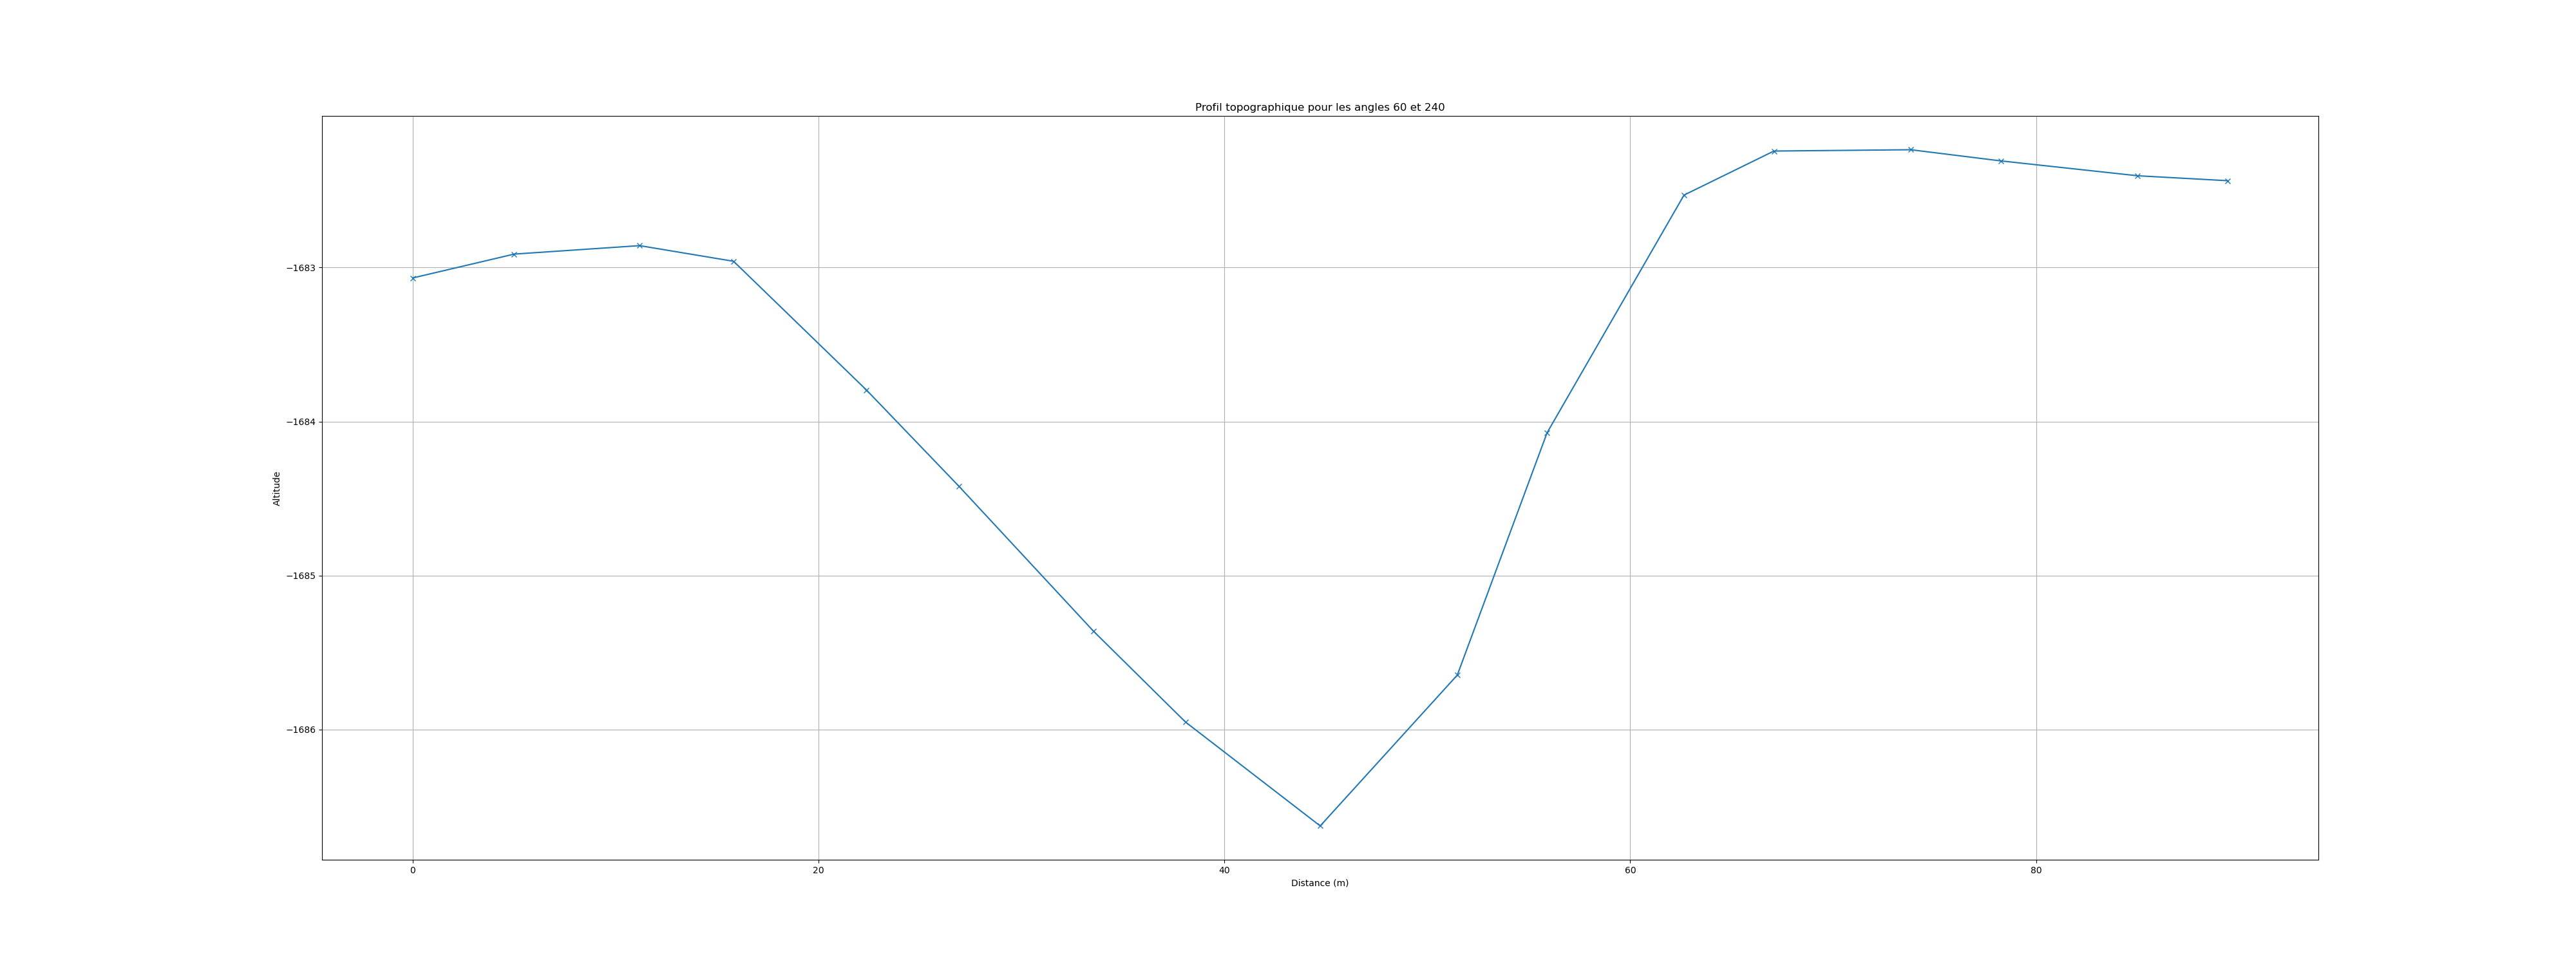 Profil topographique pour les angles 60 et 240
−1683
−1684
−1685
−1686
Altitude
0 20 40 60 80
Distance (m)